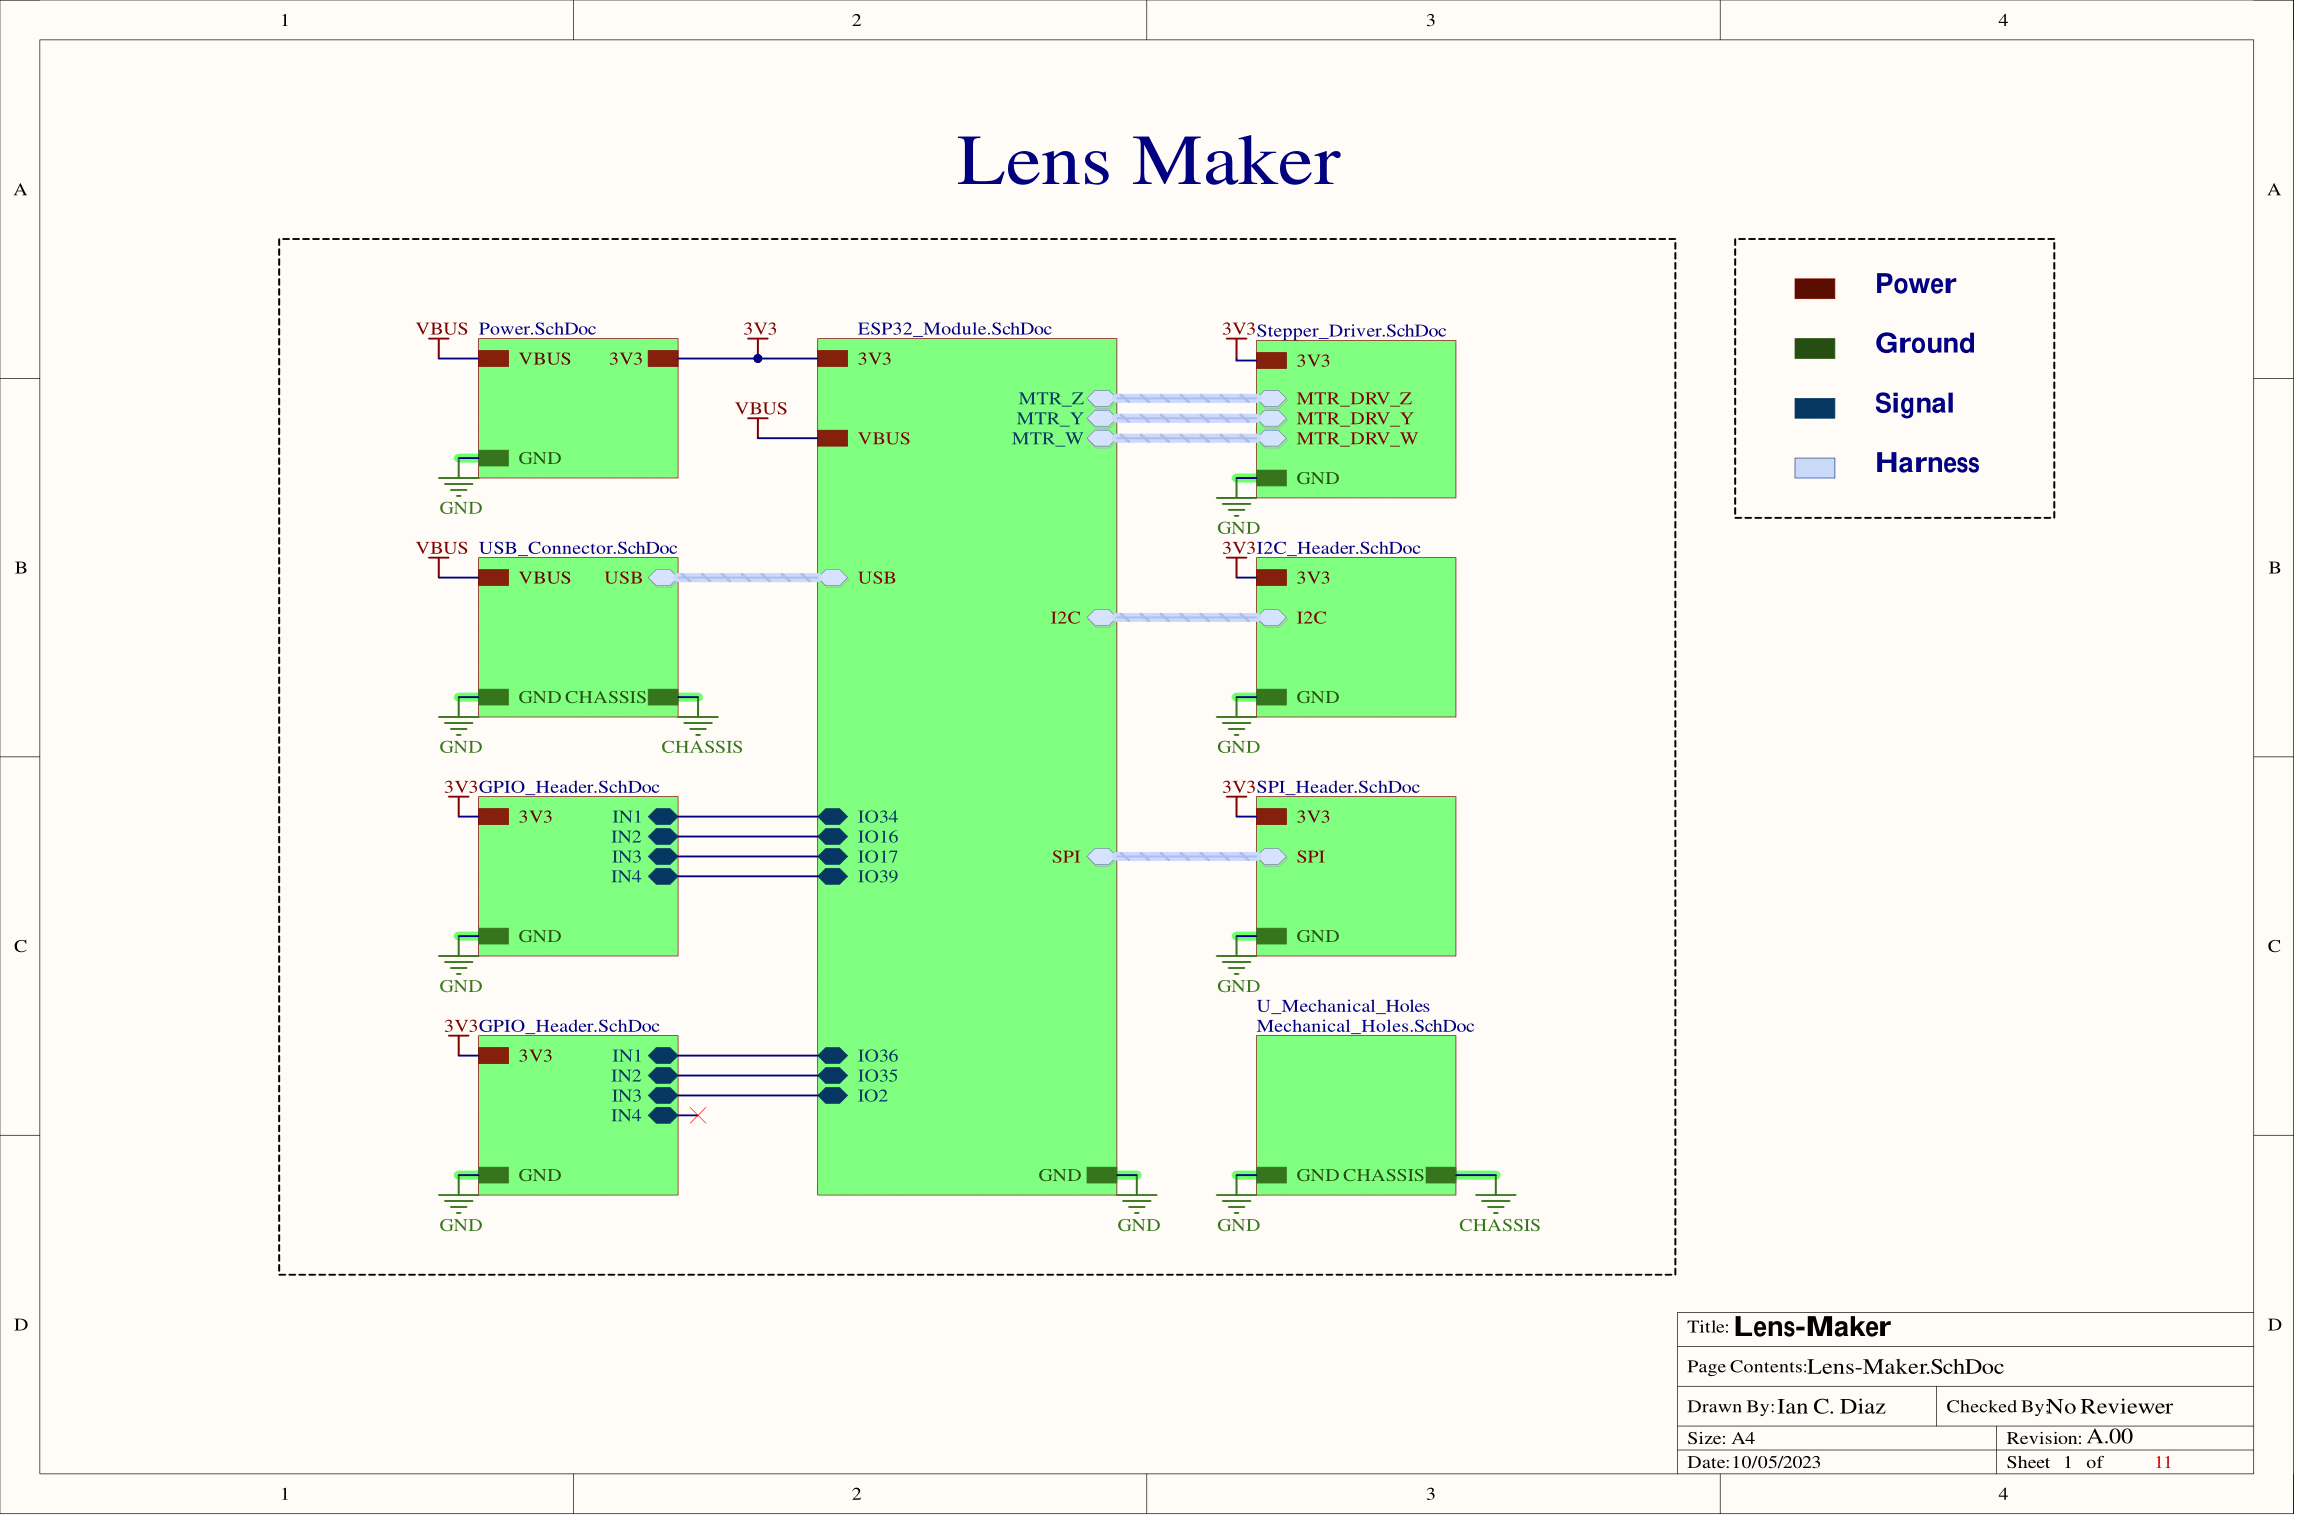 1 2 3 4
A A
Lens Maker
Power
Ground
Signal
Harness
VBUS Power.SchDoc
VBUS 3V3
GND
GND
3V3
VBUS
ESP32_Module.SchDoc
3V3
VBUS
USB
IO34
IO16
IO17
IO39
IO36
IO35
IO2
MTR_Z
MTR_Y
MTR_W
I2C
SPI
GND
GND
3V3 Stepper_Driver.SchDoc
3V3
MTR_DRV_Z
MTR_DRV_Y
MTR_DRV_W
GND
GND
B B
VBUS USB_Connector.SchDoc
VBUS USB
GND CHASSIS
GND CHASSIS
3V3 I2C_Header.SchDoc
3V3
I2C
GND
GND
3V3 GPIO_Header.SchDoc
3V3 IN1
IN2
IN3
IN4
GND
GND
3V3 SPI_Header.SchDoc
3V3
SPI
GND
GND
C C
3V3 GPIO_Header.SchDoc
3V3 IN1
IN2
IN3
IN4
GND
GND
U_Mechanical_Holes
Mechanical_Holes.SchDoc
GND CHASSIS
GND CHASSIS
D D
Title: Lens-Maker
Page Contents: Lens-Maker.SchDoc
Drawn By: Ian C. Diaz Checked By: No Reviewer
Size: A4 Revision: A.00
Date: 10/05/2023 Sheet 1 of 11
1 2 3 4